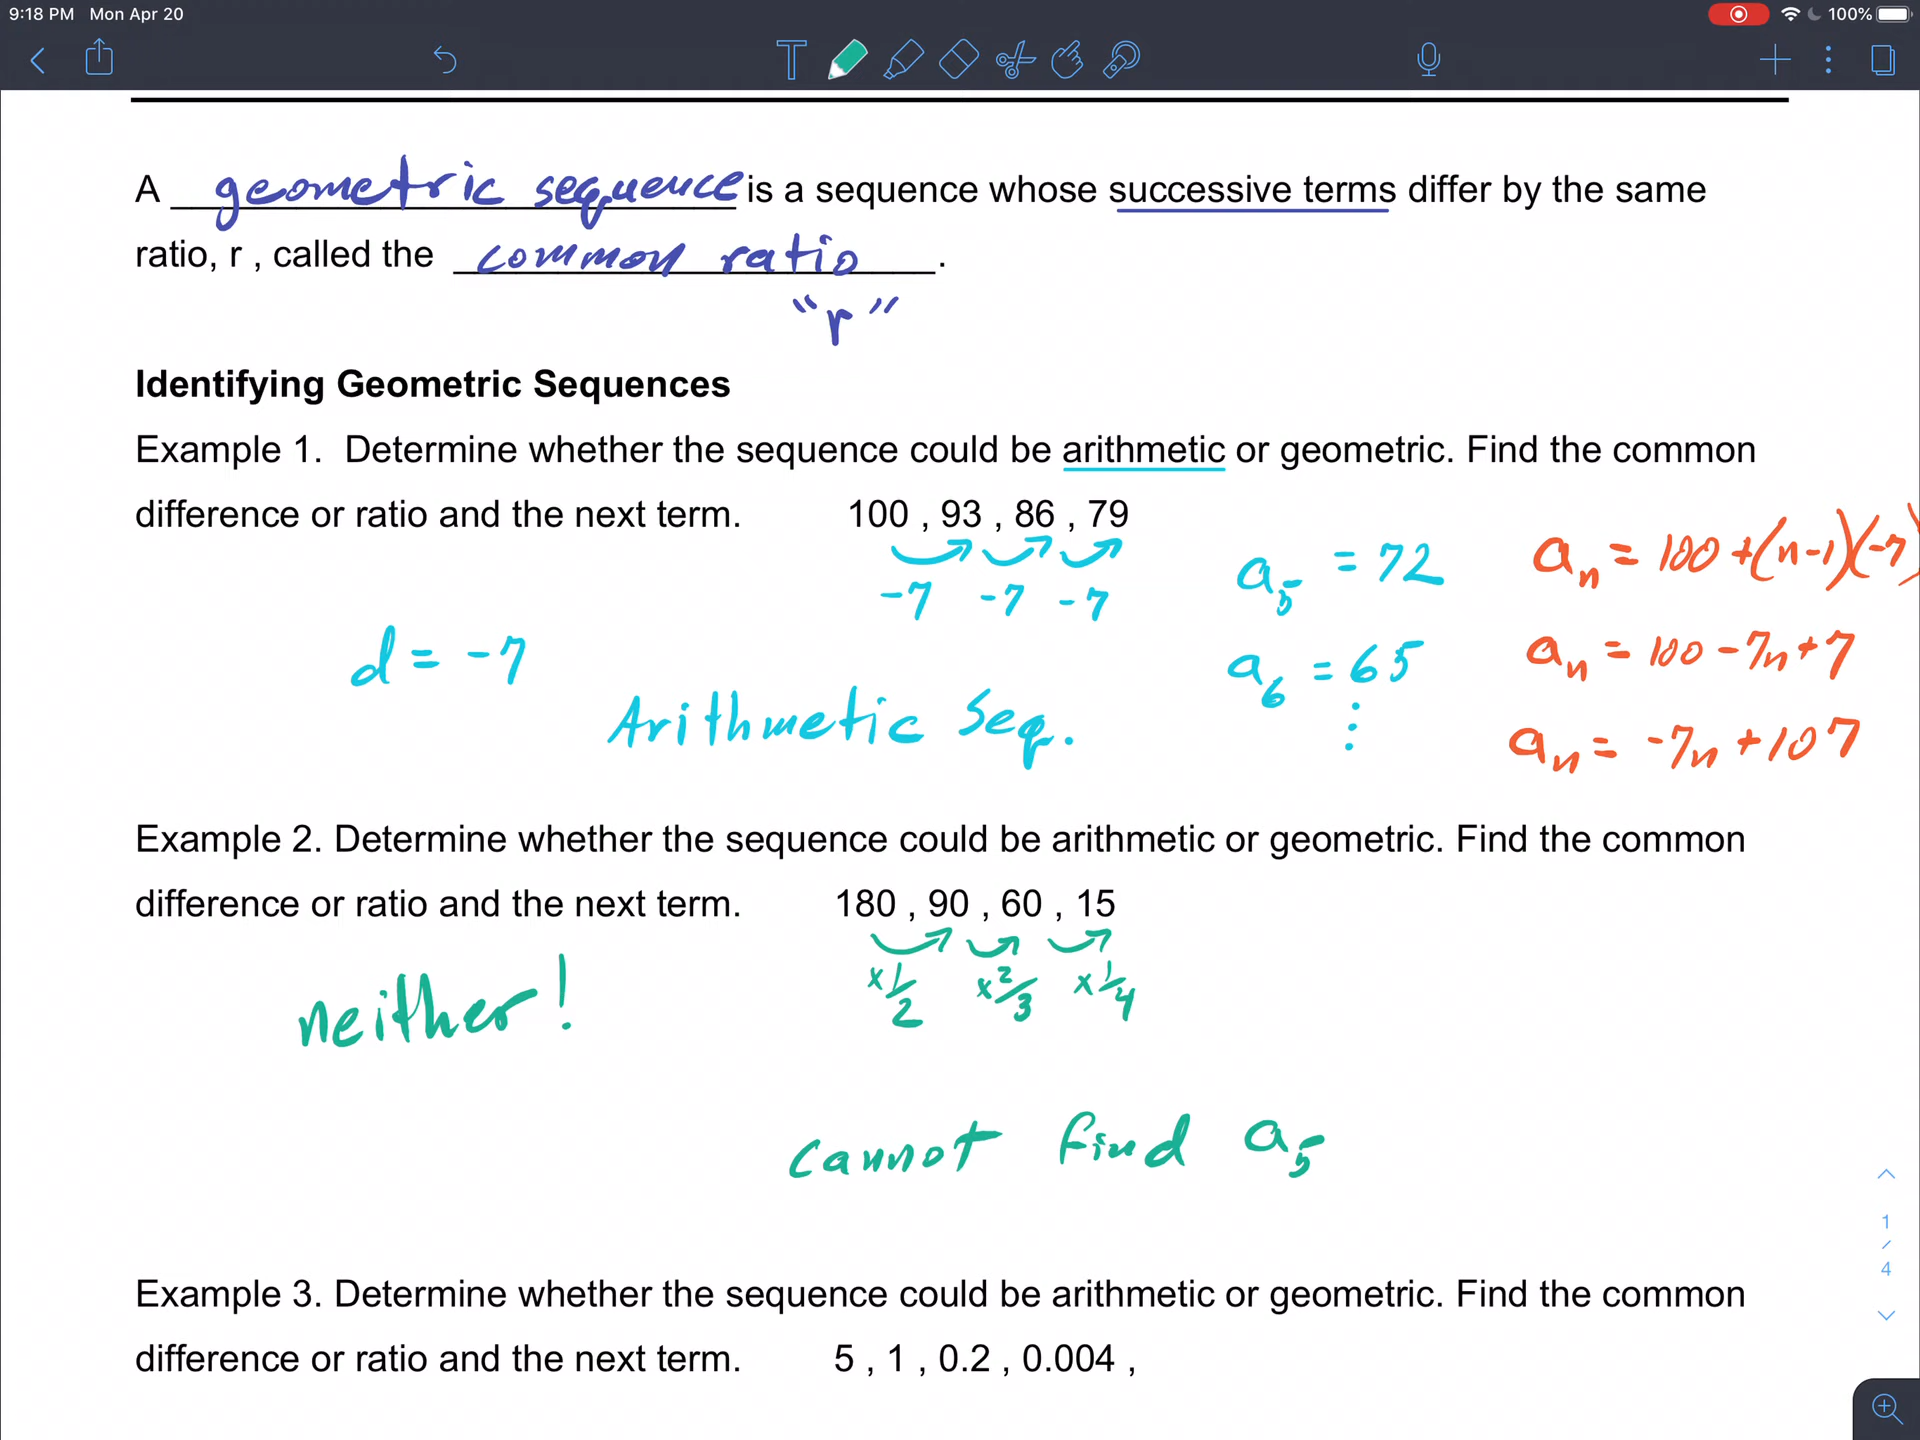 9:18 PM Mon Apr 20
100%
A geometric sequence is a sequence whose successive terms differ by the same
ratio, r , called the common ratio.
"r"
Identifying Geometric Sequences
Example 1. Determine whether the sequence could be arithmetic or geometric. Find the common
difference or ratio and the next term. 100 , 93 , 86 , 79
-7 -7 -7
d = -7
Arithmetic Seq.
a5 = 72
a6 = 65
⋮
an = 100 + (n-1)(-7)
an = 100 - 7n + 7
an = -7n + 107
Example 2. Determine whether the sequence could be arithmetic or geometric. Find the common
difference or ratio and the next term. 180 , 90 , 60 , 15
x 1/2 x 2/3 x 1/4
neither!
cannot find a5
Example 3. Determine whether the sequence could be arithmetic or geometric. Find the common
difference or ratio and the next term. 5 , 1 , 0.2 , 0.004 ,
1
/
4